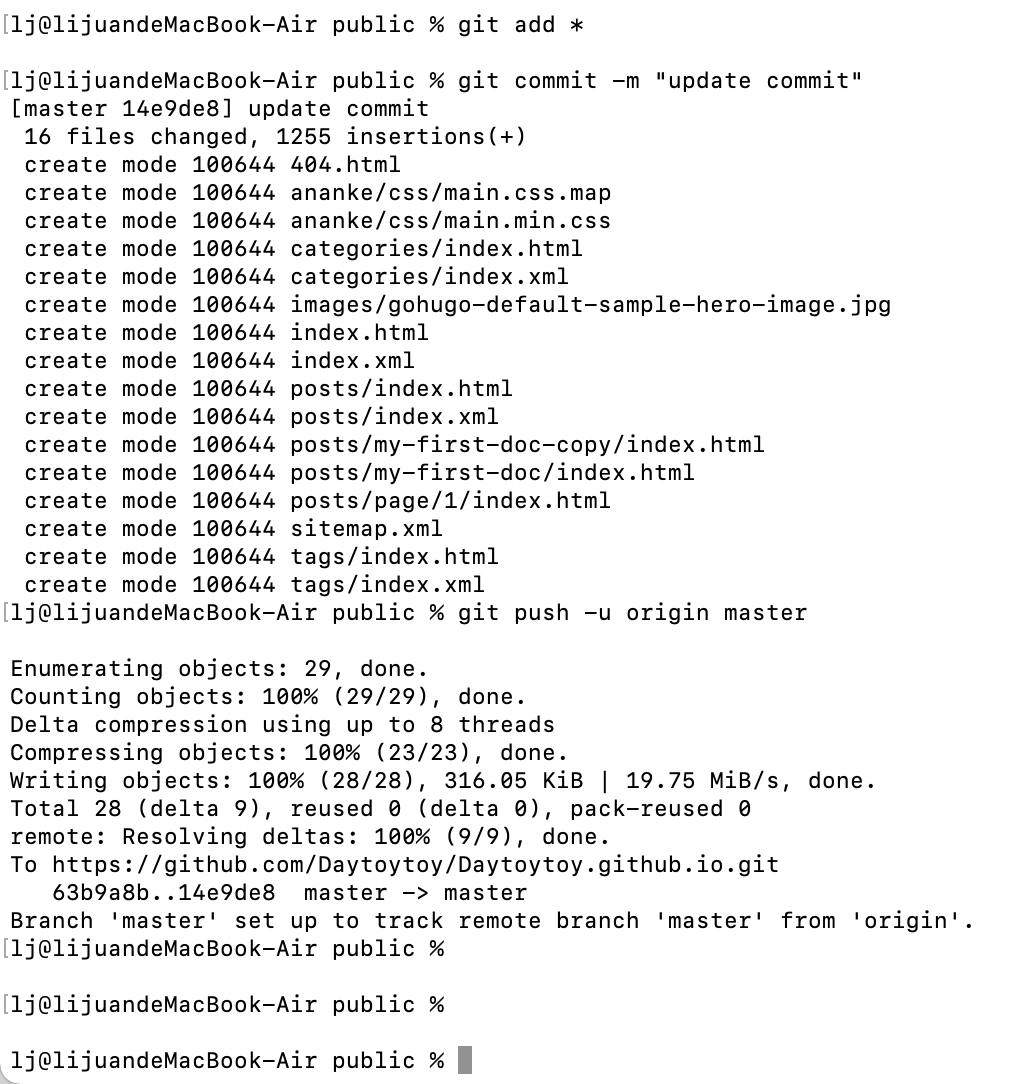 [lj@lijuandeMacBook-Air public % git add *
[lj@lijuandeMacBook-Air public % git commit -m "update commit"
[master 14e9de8] update commit
16 files changed, 1255 insertions(+)
create mode 100644 404.html
create mode 100644 ananke/css/main.css.map
create mode 100644 ananke/css/main.min.css
create mode 100644 categories/index.html
create mode 100644 categories/index.xml
create mode 100644 images/gohugo-default-sample-hero-image.jpg
create mode 100644 index.html
create mode 100644 index.xml
create mode 100644 posts/index.html
create mode 100644 posts/index.xml
create mode 100644 posts/my-first-doc-copy/index.html
create mode 100644 posts/my-first-doc/index.html
create mode 100644 posts/page/1/index.html
create mode 100644 sitemap.xml
create mode 100644 tags/index.html
create mode 100644 tags/index.xml
[lj@lijuandeMacBook-Air public % git push -u origin master
Enumerating objects: 29, done.
Counting objects: 100% (29/29), done.
Delta compression using up to 8 threads
Compressing objects: 100% (23/23), done.
Writing objects: 100% (28/28), 316.05 KiB | 19.75 MiB/s, done.
Total 28 (delta 9), reused 0 (delta 0), pack-reused 0
remote: Resolving deltas: 100% (9/9), done.
To https://github.com/Daytoytoy/Daytoytoy.github.io.git
63b9a8b..14e9de8  master -> master
Branch 'master' set up to track remote branch 'master' from 'origin'.
[lj@lijuandeMacBook-Air public %
[lj@lijuandeMacBook-Air public %
lj@lijuandeMacBook-Air public %